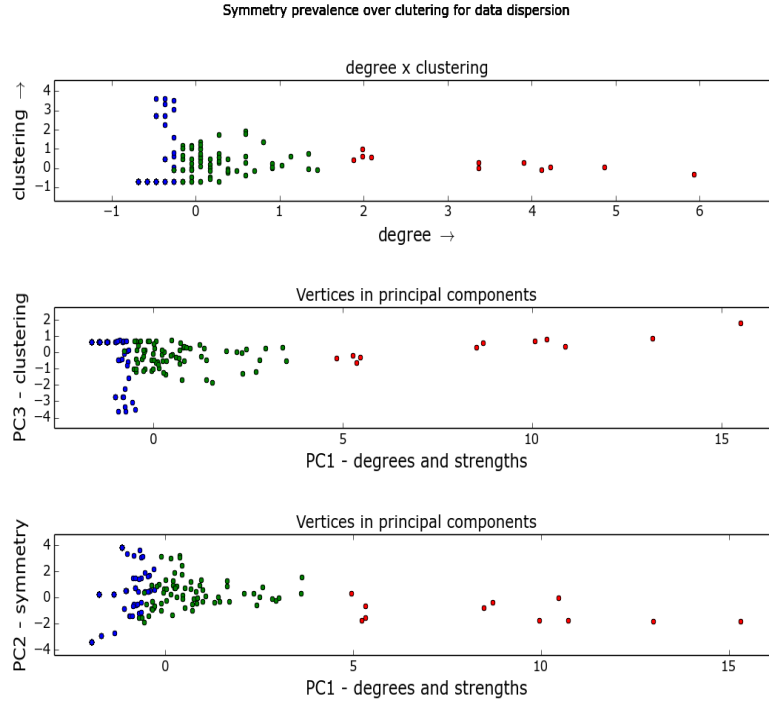 Symmetry prevalence over clutering for data dispersion
degree x clustering
clustering →
4
3
2
1
0
−1
−1 0 1 2 3 4 5 6
degree →
Vertices in principal components
PC3 - clustering
2
1
0
−1
−2
−3
−4
0 5 10 15
PC1 - degrees and strengths
Vertices in principal components
PC2 - symmetry
4
2
0
−2
−4
0 5 10 15
PC1 - degrees and strengths